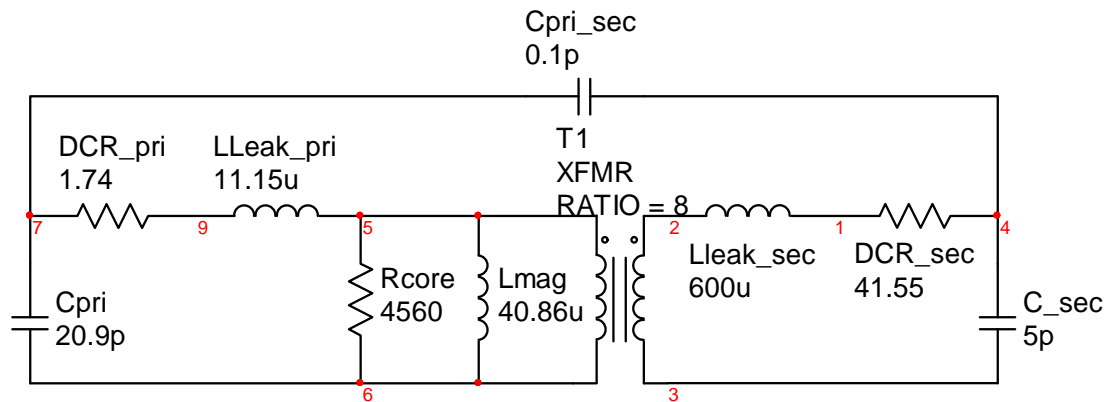 Cpri_sec
0.1p
T1
XFMR
RATIO = 8
DCR_pri
1.74
LLeak_pri
11.15u
7
9
5
2
1
4
Rcore
4560
Lmag
40.86u
Lleak_sec
600u
DCR_sec
41.55
Cpri
20.9p
C_sec
5p
6
3